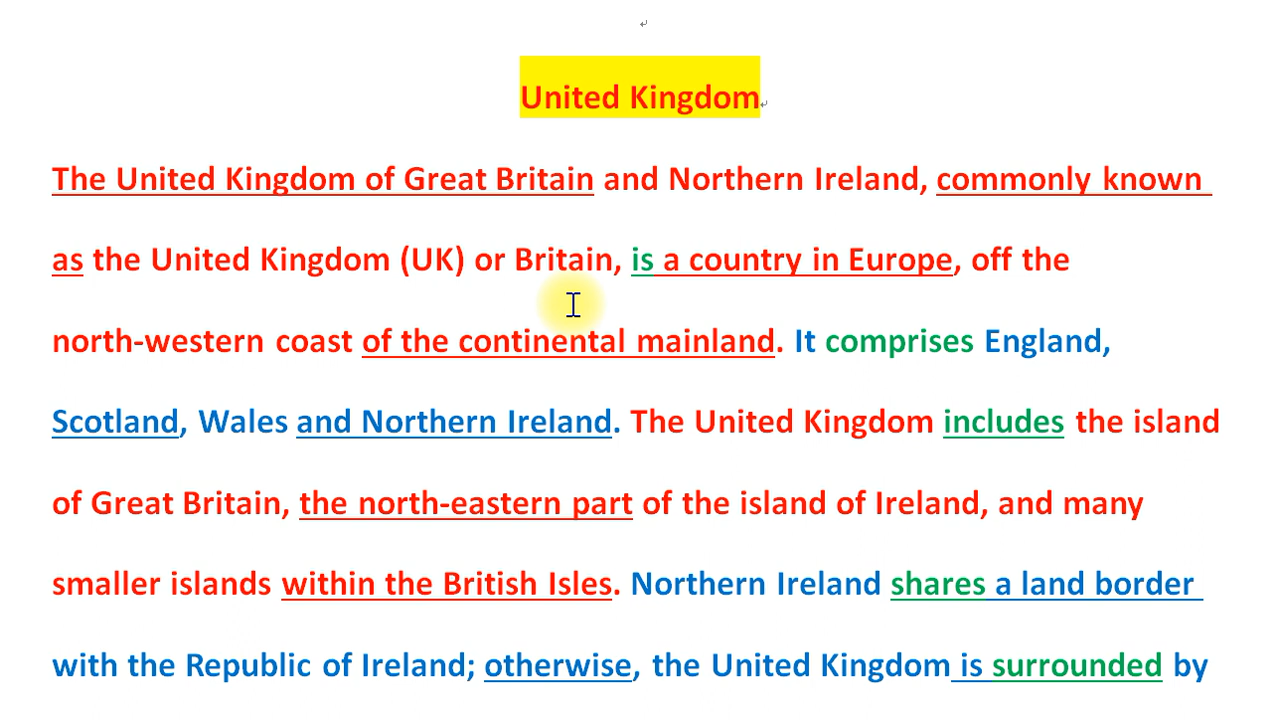 United Kingdom
The United Kingdom of Great Britain and Northern Ireland, commonly known
as the United Kingdom (UK) or Britain, is a country in Europe, off the
north-western coast of the continental mainland. It comprises England,
Scotland, Wales and Northern Ireland. The United Kingdom includes the island
of Great Britain, the north-eastern part of the island of Ireland, and many
smaller islands within the British Isles. Northern Ireland shares a land border
with the Republic of Ireland; otherwise, the United Kingdom is surrounded by